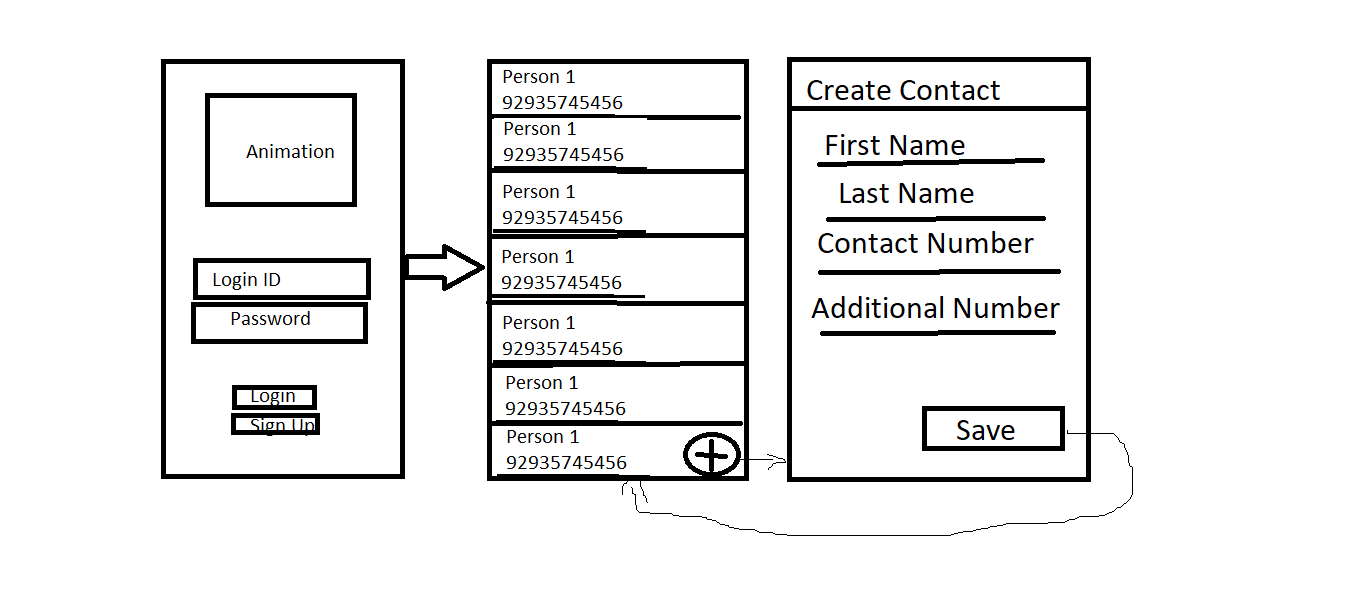 Animation
Login ID
Password
Login
Sign Up
Person 1
92935745456
Person 1
92935745456
Person 1
92935745456
Person 1
92935745456
Person 1
92935745456
Person 1
92935745456
Person 1
92935745456
Create Contact
First Name
Last Name
Contact Number
Additional Number
Save